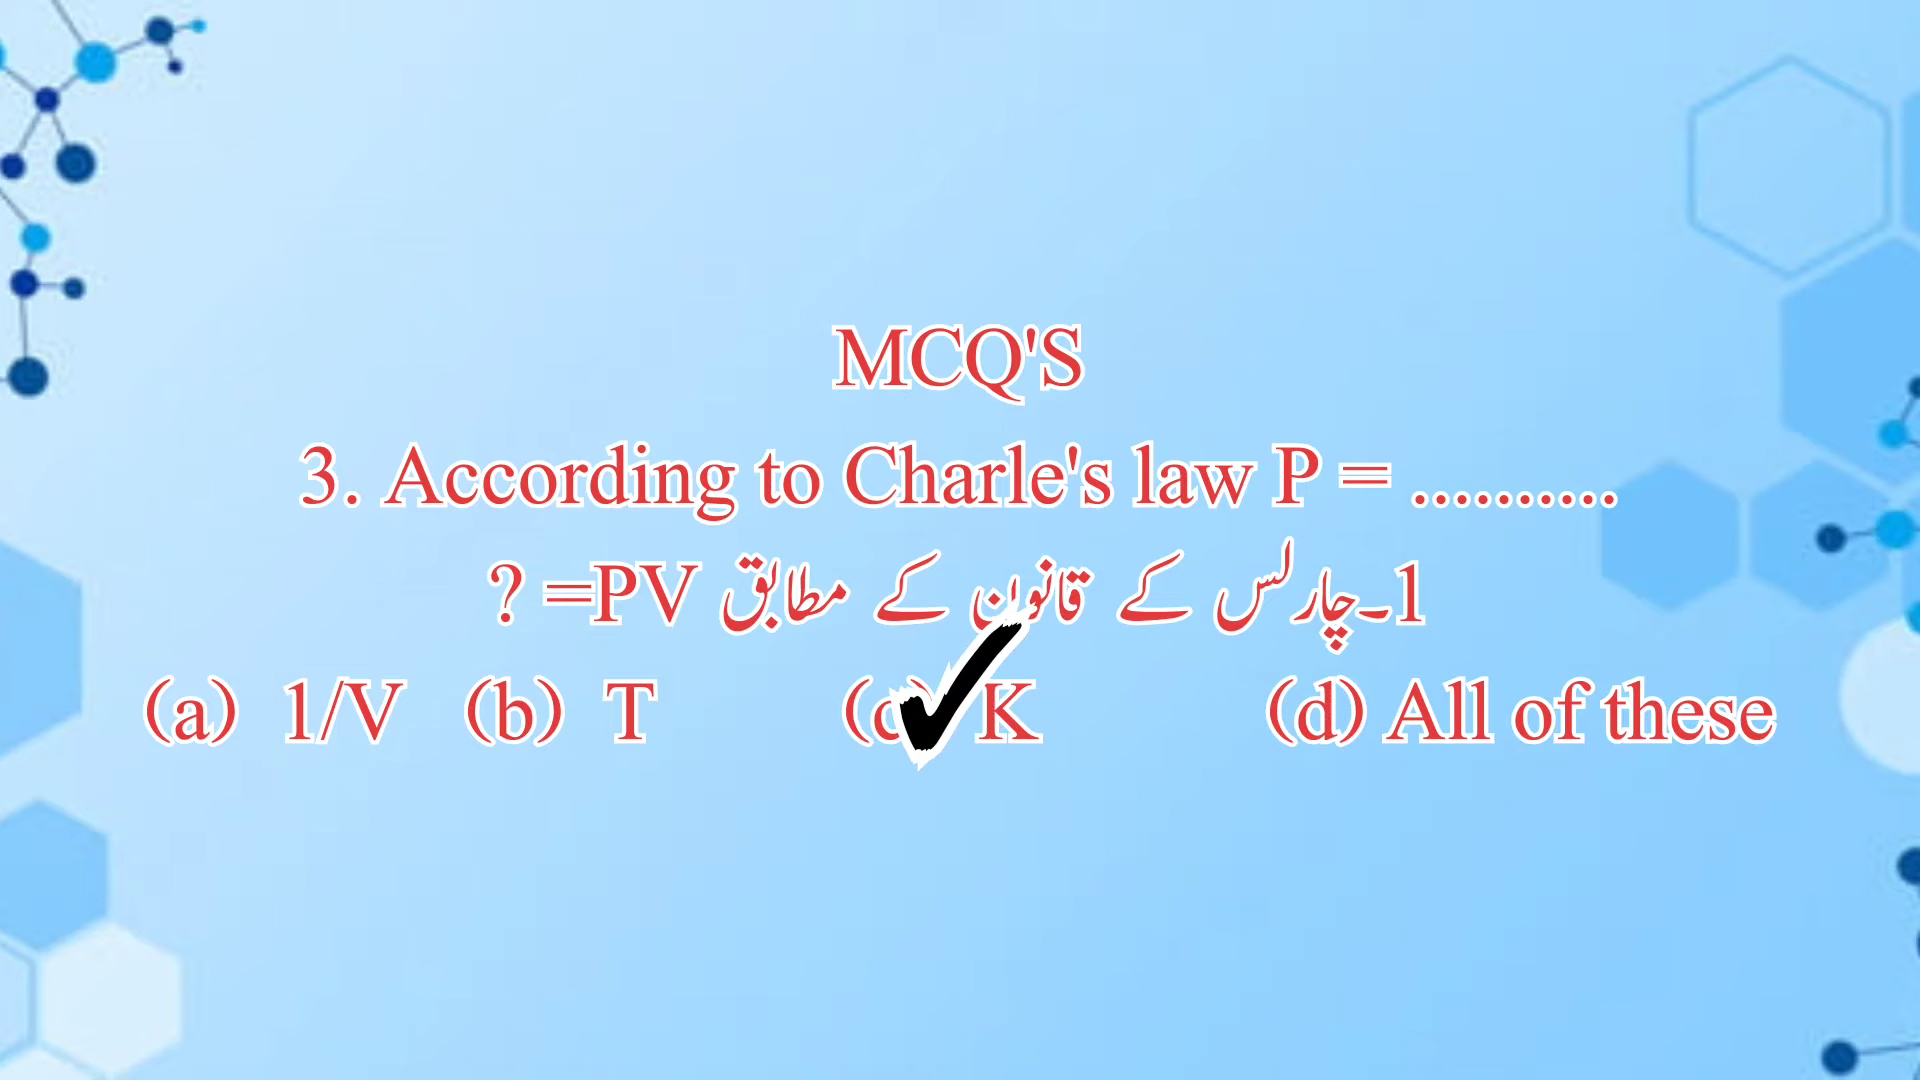 MCQ'S
3. According to Charle's law P = ..........
1۔چارلس کے قانون کے مطابق PV= ?
(a) 1/V (b) T (c) K (d) All of these